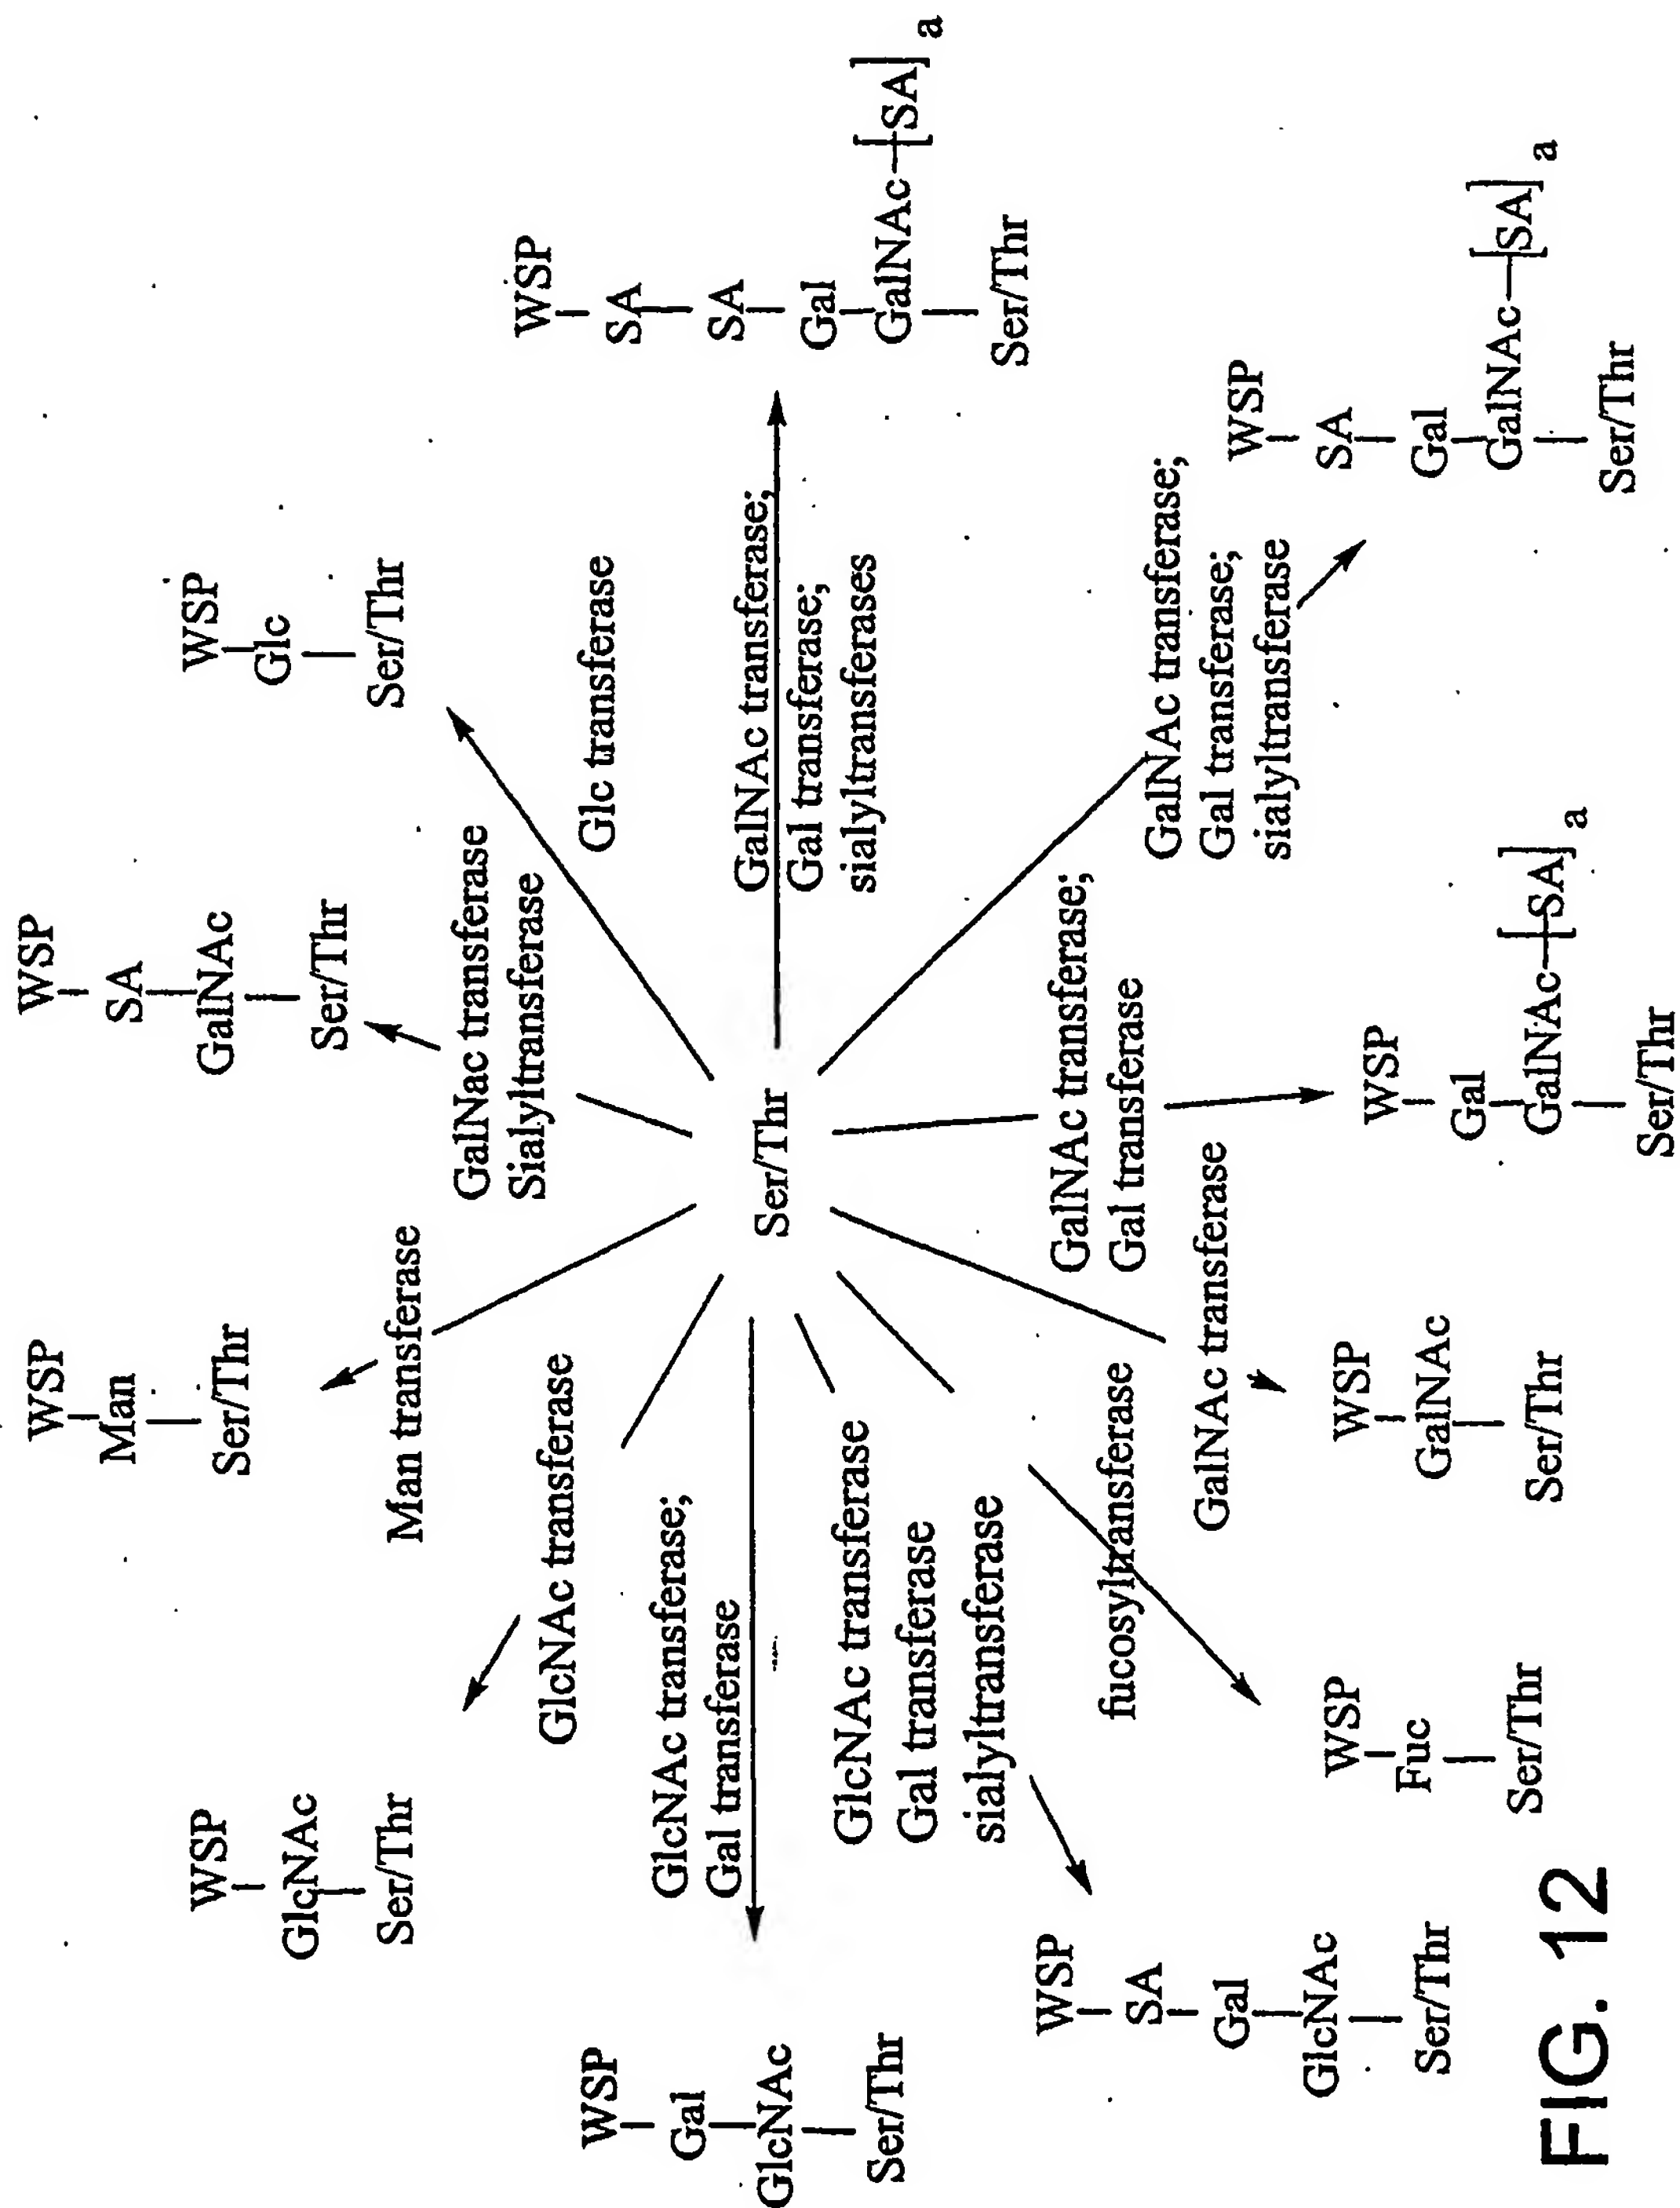 WSP
Man
Ser/Thr
WSP
SA
GalNAc
Ser/Thr
WSP
Glc
Ser/Thr
WSP
GlcNAc
Ser/Thr
Man transferase
GalNac transferase
Sialyltransferase
Glc transferase
GlcNAc transferase
WSP
SA
SA
Gal
GalNAc[SA]a
Ser/Thr
WSP
Gal
GlcNAc
Ser/Thr
GlcNAc transferase;
Gal transferase
Ser/Thr
GalNAc transferase;
Gal transferase;
sialyltransferases
GlcNAc transferase
Gal transferase
sialyltransferase
fucosyltransferase
GalNAc transferase
GalNAc transferase;
Gal transferase
GalNAc transferase;
Gal transferase;
sialyltransferase
WSP
SA
Gal
GlcNAc
Ser/Thr
WSP
Fuc
Ser/Thr
WSP
GalNAc
Ser/Thr
WSP
Gal
GalNAc[SA]a
Ser/Thr
WSP
SA
Gal
GalNAc[SA]a
Ser/Thr
FIG. 12